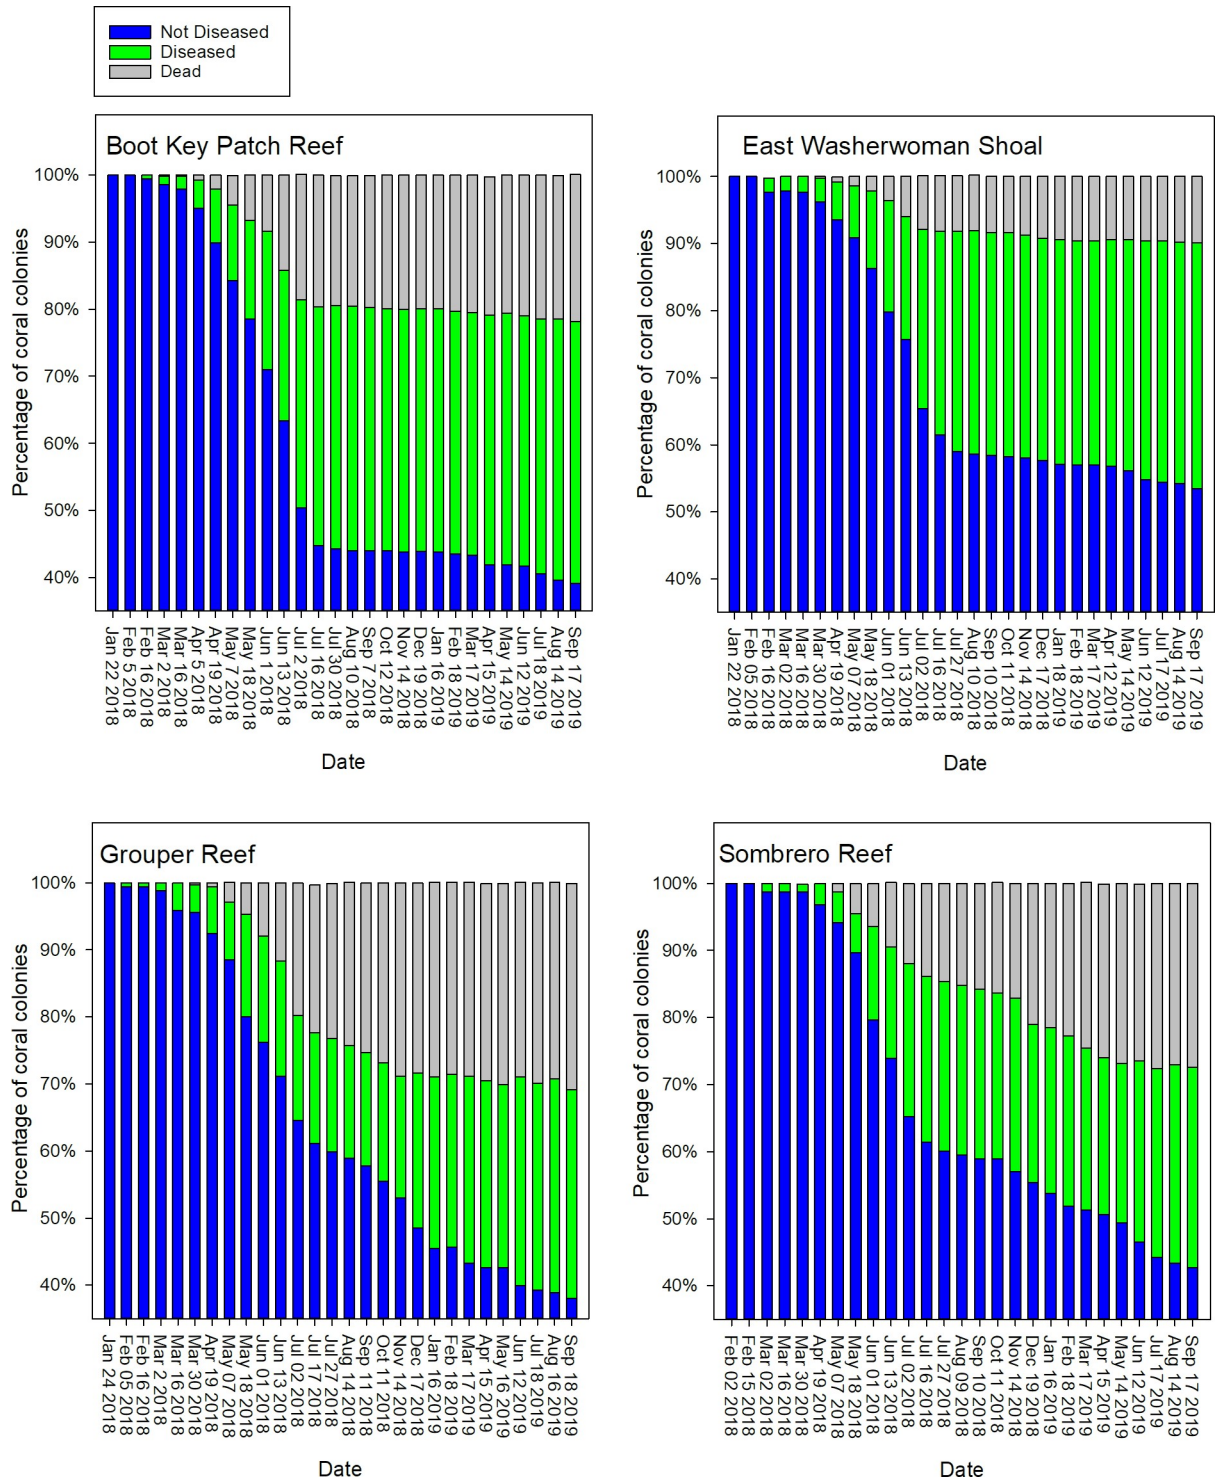 Not Diseased
Diseased
Dead
Boot Key Patch Reef
Percentage of coral colonies
100%
90%
80%
70%
60%
50%
40%
Jan 22 2018
Feb 5 2018
Feb 16 2018
Mar 2 2018
Mar 16 2018
Apr 5 2018
Apr 19 2018
May 7 2018
May 18 2018
Jun 1 2018
Jun 13 2018
Jul 2 2018
Jul 16 2018
Jul 30 2018
Aug 10 2018
Sep 7 2018
Oct 12 2018
Nov 14 2018
Dec 19 2018
Jan 16 2019
Feb 18 2019
Mar 17 2019
Apr 15 2019
May 14 2019
Jun 12 2019
Jul 18 2019
Aug 14 2019
Sep 17 2019
Date
East Washerwoman Shoal
Percentage of coral colonies
100%
90%
80%
70%
60%
50%
40%
Jan 22 2018
Feb 05 2018
Feb 16 2018
Mar 02 2018
Mar 16 2018
Mar 30 2018
Apr 19 2018
May 07 2018
May 18 2018
Jun 01 2018
Jun 13 2018
Jul 02 2018
Jul 16 2018
Jul 27 2018
Aug 10 2018
Sep 10 2018
Oct 11 2018
Nov 14 2018
Dec 17 2018
Jan 18 2019
Feb 18 2019
Mar 17 2019
Apr 12 2019
May 14 2019
Jun 12 2019
Jul 17 2019
Aug 14 2019
Sep 17 2019
Date
Grouper Reef
Percentage of coral colonies
100%
90%
80%
70%
60%
50%
40%
Jan 24 2018
Feb 05 2018
Feb 16 2018
Mar 2 2018
Mar 16 2018
Mar 30 2018
Apr 19 2018
May 07 2018
May 18 2018
Jun 01 2018
Jun 13 2018
Jul 02 2018
Jul 17 2018
Jul 27 2018
Aug 14 2018
Sep 11 2018
Oct 11 2018
Nov 14 2018
Dec 17 2018
Jan 16 2019
Feb 18 2019
Mar 17 2019
Apr 15 2019
May 16 2019
Jun 12 2019
Jul 18 2019
Aug 16 2019
Sep 18 2019
Date
Sombrero Reef
Percentage of coral colonies
100%
90%
80%
70%
60%
50%
40%
Feb 02 2018
Feb 15 2018
Mar 02 2018
Mar 16 2018
Mar 30 2018
Apr 19 2018
May 07 2018
May 18 2018
Jun 01 2018
Jun 13 2018
Jul 02 2018
Jul 16 2018
Jul 27 2018
Aug 09 2018
Sep 10 2018
Oct 11 2018
Nov 14 2018
Dec 19 2018
Jan 16 2019
Feb 18 2019
Mar 17 2019
Apr 15 2019
May 14 2019
Jun 12 2019
Jul 17 2019
Aug 14 2019
Sep 17 2019
Date